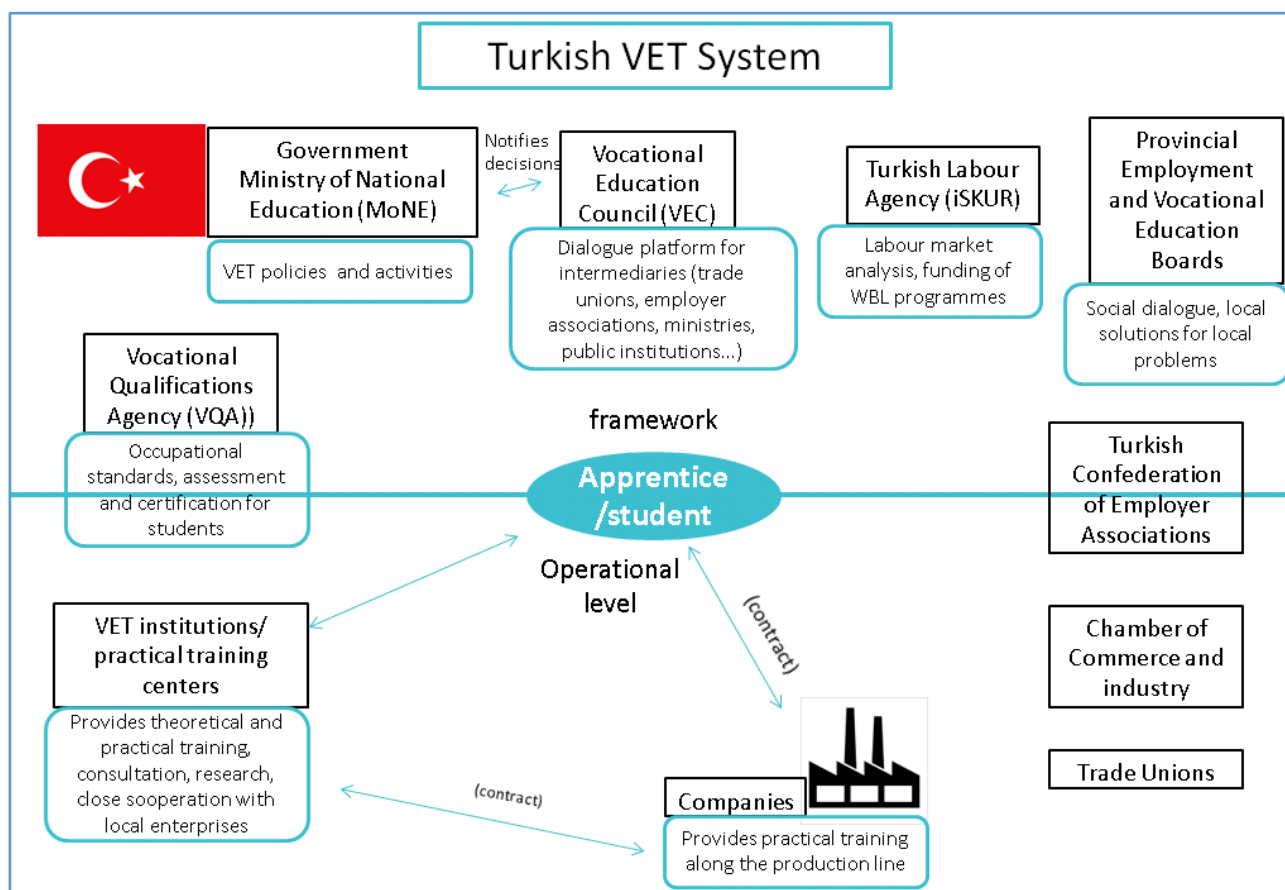 Turkish VET System
Government
Ministry of National
Education (MoNE)
VET policies and activities
Notifies
decisions
Vocational
Education
Council (VEC)
Dialogue platform for
intermediaries (trade
unions, employer
associations, ministries,
public institutions...)
Turkish Labour
Agency (iSKUR)
Labour market
analysis, funding of
WBL programmes
Provincial
Employment
and Vocational
Education
Boards
Social dialogue, local
solutions for local
problems
Vocational
Qualifications
Agency (VQA))
Occupational
standards, assessment
and certification for
students
framework
Apprentice
/student
Operational
level
Turkish
Confederation
of Employer
Associations
VET institutions/
practical training
centers
Provides theoretical and
practical training,
consultation, research,
close sooperation with
local enterprises
(contract)
(contract)
Companies
Provides practical training
along the production line
Chamber of
Commerce and
industry
Trade Unions